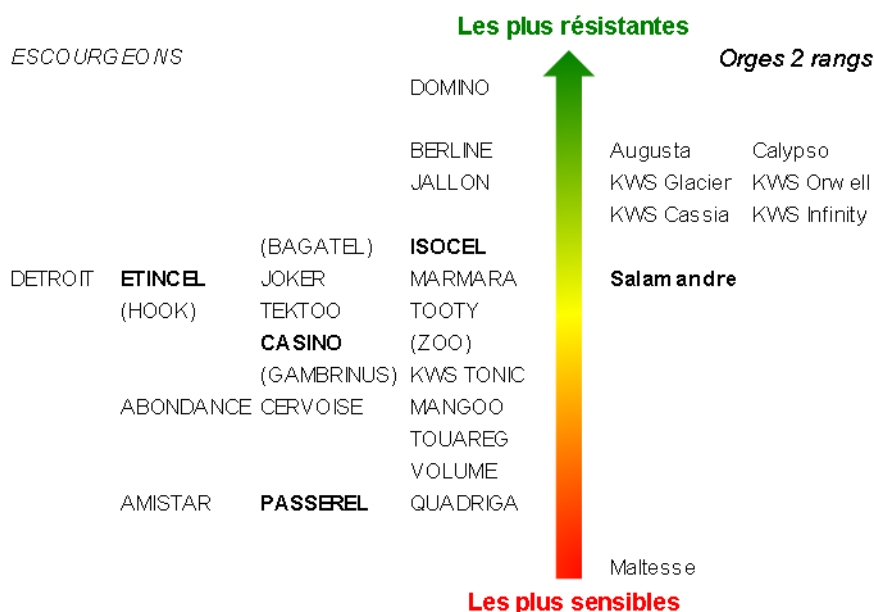 Les plus résistantes
ESCOURGEONS Orges 2 rangs
DOMINO
BERLINE Augusta Calypso
JALLON KWS Glacier KWS Orwell
KWS Cassia KWS Infinity
(BAGATEL) ISOCEL
DETROIT ETINCEL JOKER MARMARA Salamandre
(HOOK) TEKTOO TOOTY
CASINO (ZOO)
(GAMBRINUS) KWS TONIC
ABONDANCE CERVOISE MANGOO
TOUAREG
VOLUME
AMISTAR PASSEREL QUADRIGA
Maltesse
Les plus sensibles